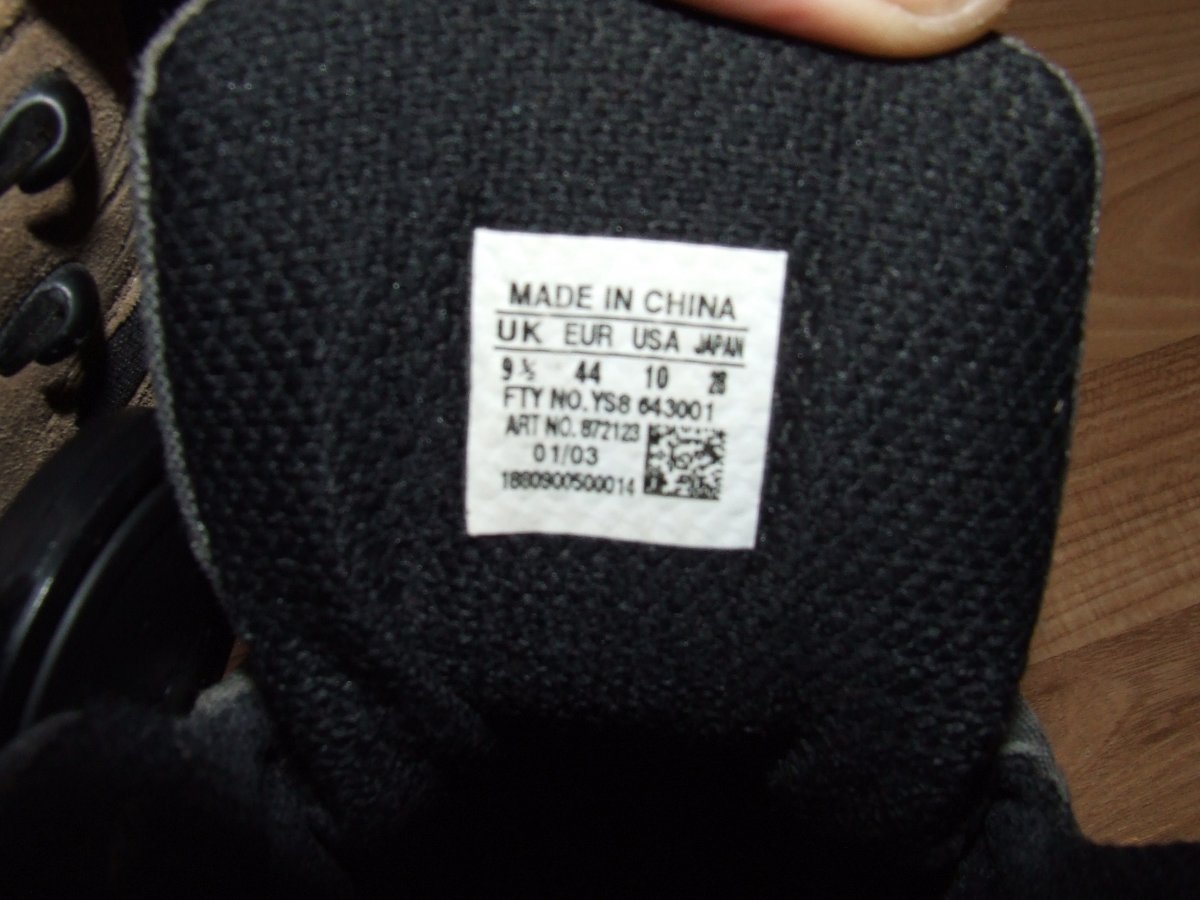 MADE IN CHINA
UK EUR USA JAPAN
9 ½ 44 10 28
FTY NO. YS8 643001
ART NO. 872123
01/03
1880900500014